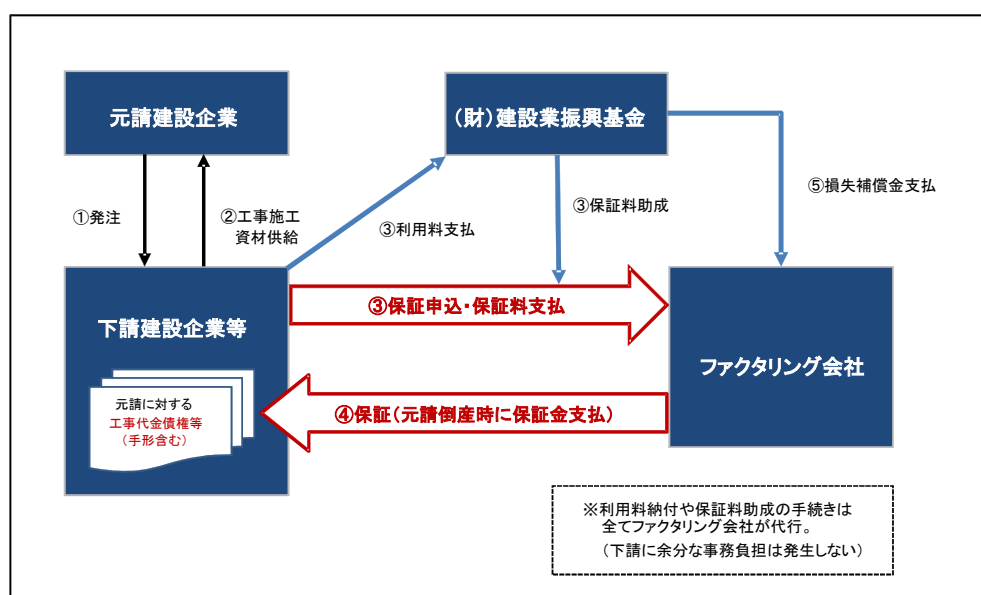 元請建設企業
(財)建設業振興基金
①発注
②工事施工
資材供給
③利用料支払
③保証料助成
⑤損失補償金支払
下請建設企業等
③保証申込・保証料支払
ファクタリング会社
元請に対する
工事代金債権等
(手形含む)
④保証(元請倒産時に保証金支払)
※利用料納付や保証料助成の手続きは
全てファクタリング会社が代行。
(下請に余分な事務負担は発生しない)